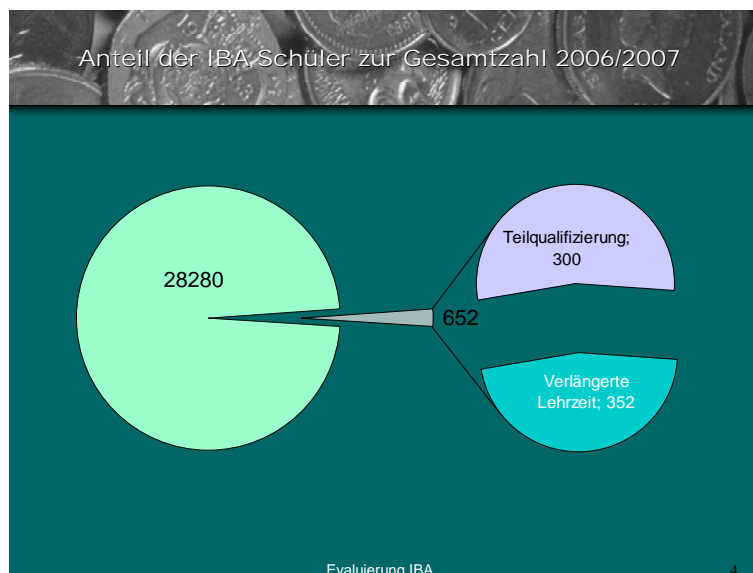 Anteil der IBA Schüler zur Gesamtzahl 2006/2007
28280
652
Teilqualifizierung;
300
Verlängerte
Lehrzeit; 352
Evaluierung IBA
4